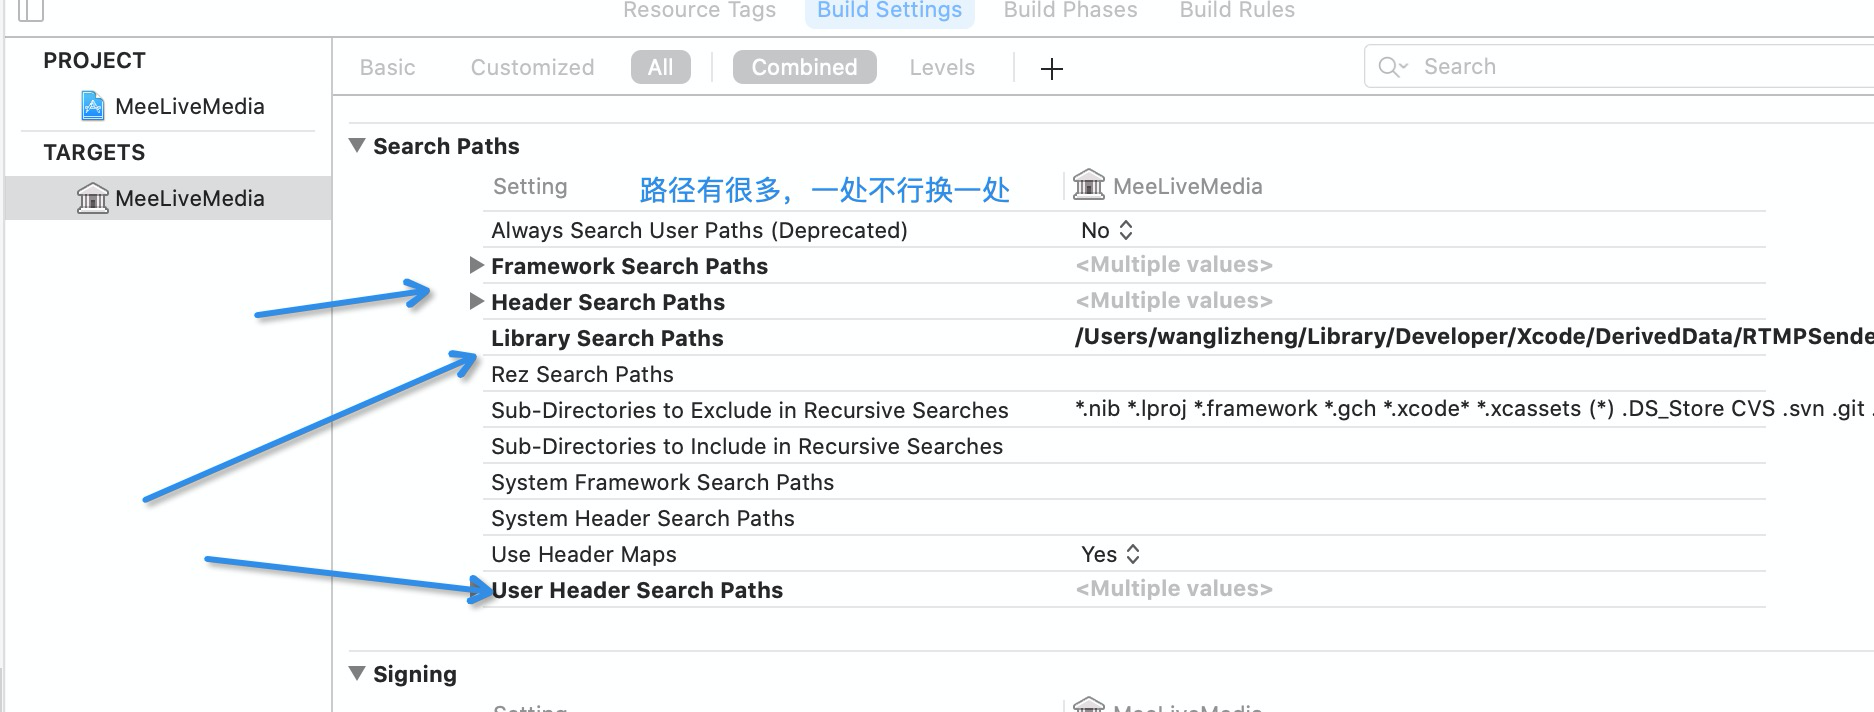 Resource Tags Build Settings Build Phases Build Rules
PROJECT
MeeLiveMedia
TARGETS
MeeLiveMedia
Basic Customized All Combined Levels + Search
Search Paths
Setting 路径有很多，一处不行换一处 MeeLiveMedia
Always Search User Paths (Deprecated) No
Framework Search Paths <Multiple values>
Header Search Paths <Multiple values>
Library Search Paths /Users/wanglizheng/Library/Developer/Xcode/DerivedData/RTMPSende
Rez Search Paths
Sub-Directories to Exclude in Recursive Searches *.nib *.lproj *.framework *.gch *.xcode* *.xcassets (*) .DS_Store CVS .svn .git .
Sub-Directories to Include in Recursive Searches
System Framework Search Paths
System Header Search Paths
Use Header Maps Yes
User Header Search Paths <Multiple values>
Signing
Setting MeeLiveMedia